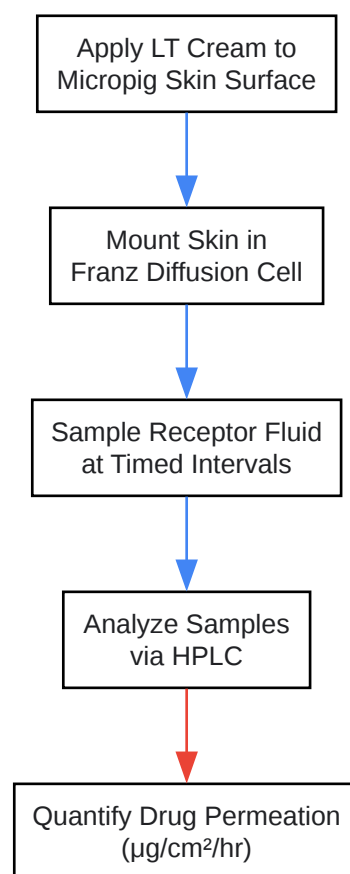 Apply LT Cream to
Micropig Skin Surface
Mount Skin in
Franz Diffusion Cell
Sample Receptor Fluid
at Timed Intervals
Analyze Samples
via HPLC
Quantify Drug Permeation
(μg/cm²/hr)